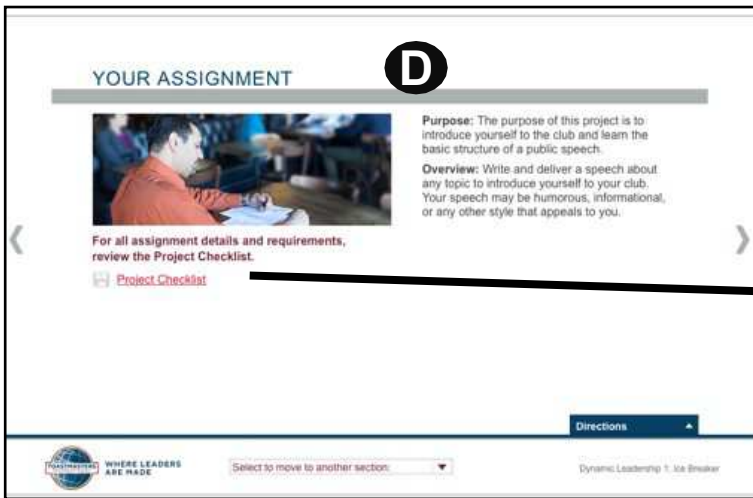 D
YOUR ASSIGNMENT
Purpose: The purpose of this project is to
introduce yourself to the club and learn the
basic structure of a public speech.
Overview: Write and deliver a speech about
any topic to introduce yourself to your club.
Your speech may be humorous, informational,
or any other style that appeals to you.
For all assignment details and requirements,
review the Project Checklist.
Project Checklist
Directions
TOASTMASTERS
WHERE LEADERS
ARE MADE
Select to move to another section:
Dynamic Leadership 1: Ice Breaker